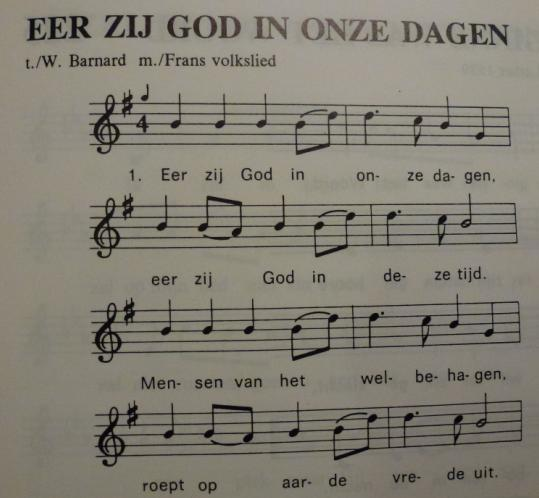 EER ZIJ GOD IN ONZE DAGEN
t./W. Barnard m./Frans volkslied
4
1. Eer zij God in on- ze da- gen,
eer zij God in de- ze tijd.
Men- sen van het wel- be- ha- gen,
roept op aar- de vre- de uit.